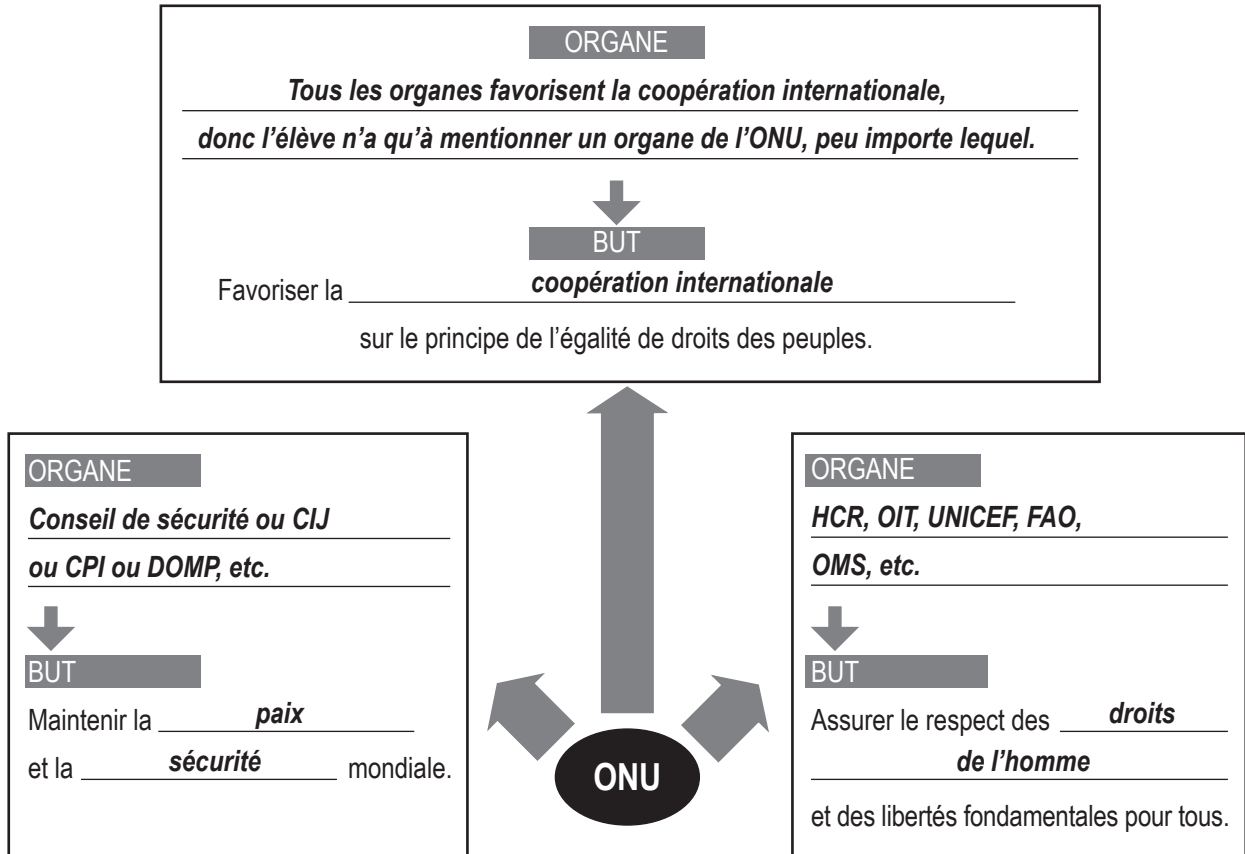 ORGANE
Tous les organes favorisent la coopération internationale,
donc l'élève n'a qu'à mentionner un organe de l'ONU, peu importe lequel.
BUT
Favoriser la coopération internationale
sur le principe de l'égalité de droits des peuples.
ORGANE
Conseil de sécurité ou CIJ
ou CPI ou DOMP, etc.
BUT
Maintenir la paix
et la sécurité mondiale.
ONU
ORGANE
HCR, OIT, UNICEF, FAO,
OMS, etc.
BUT
Assurer le respect des droits
de l'homme
et des libertés fondamentales pour tous.